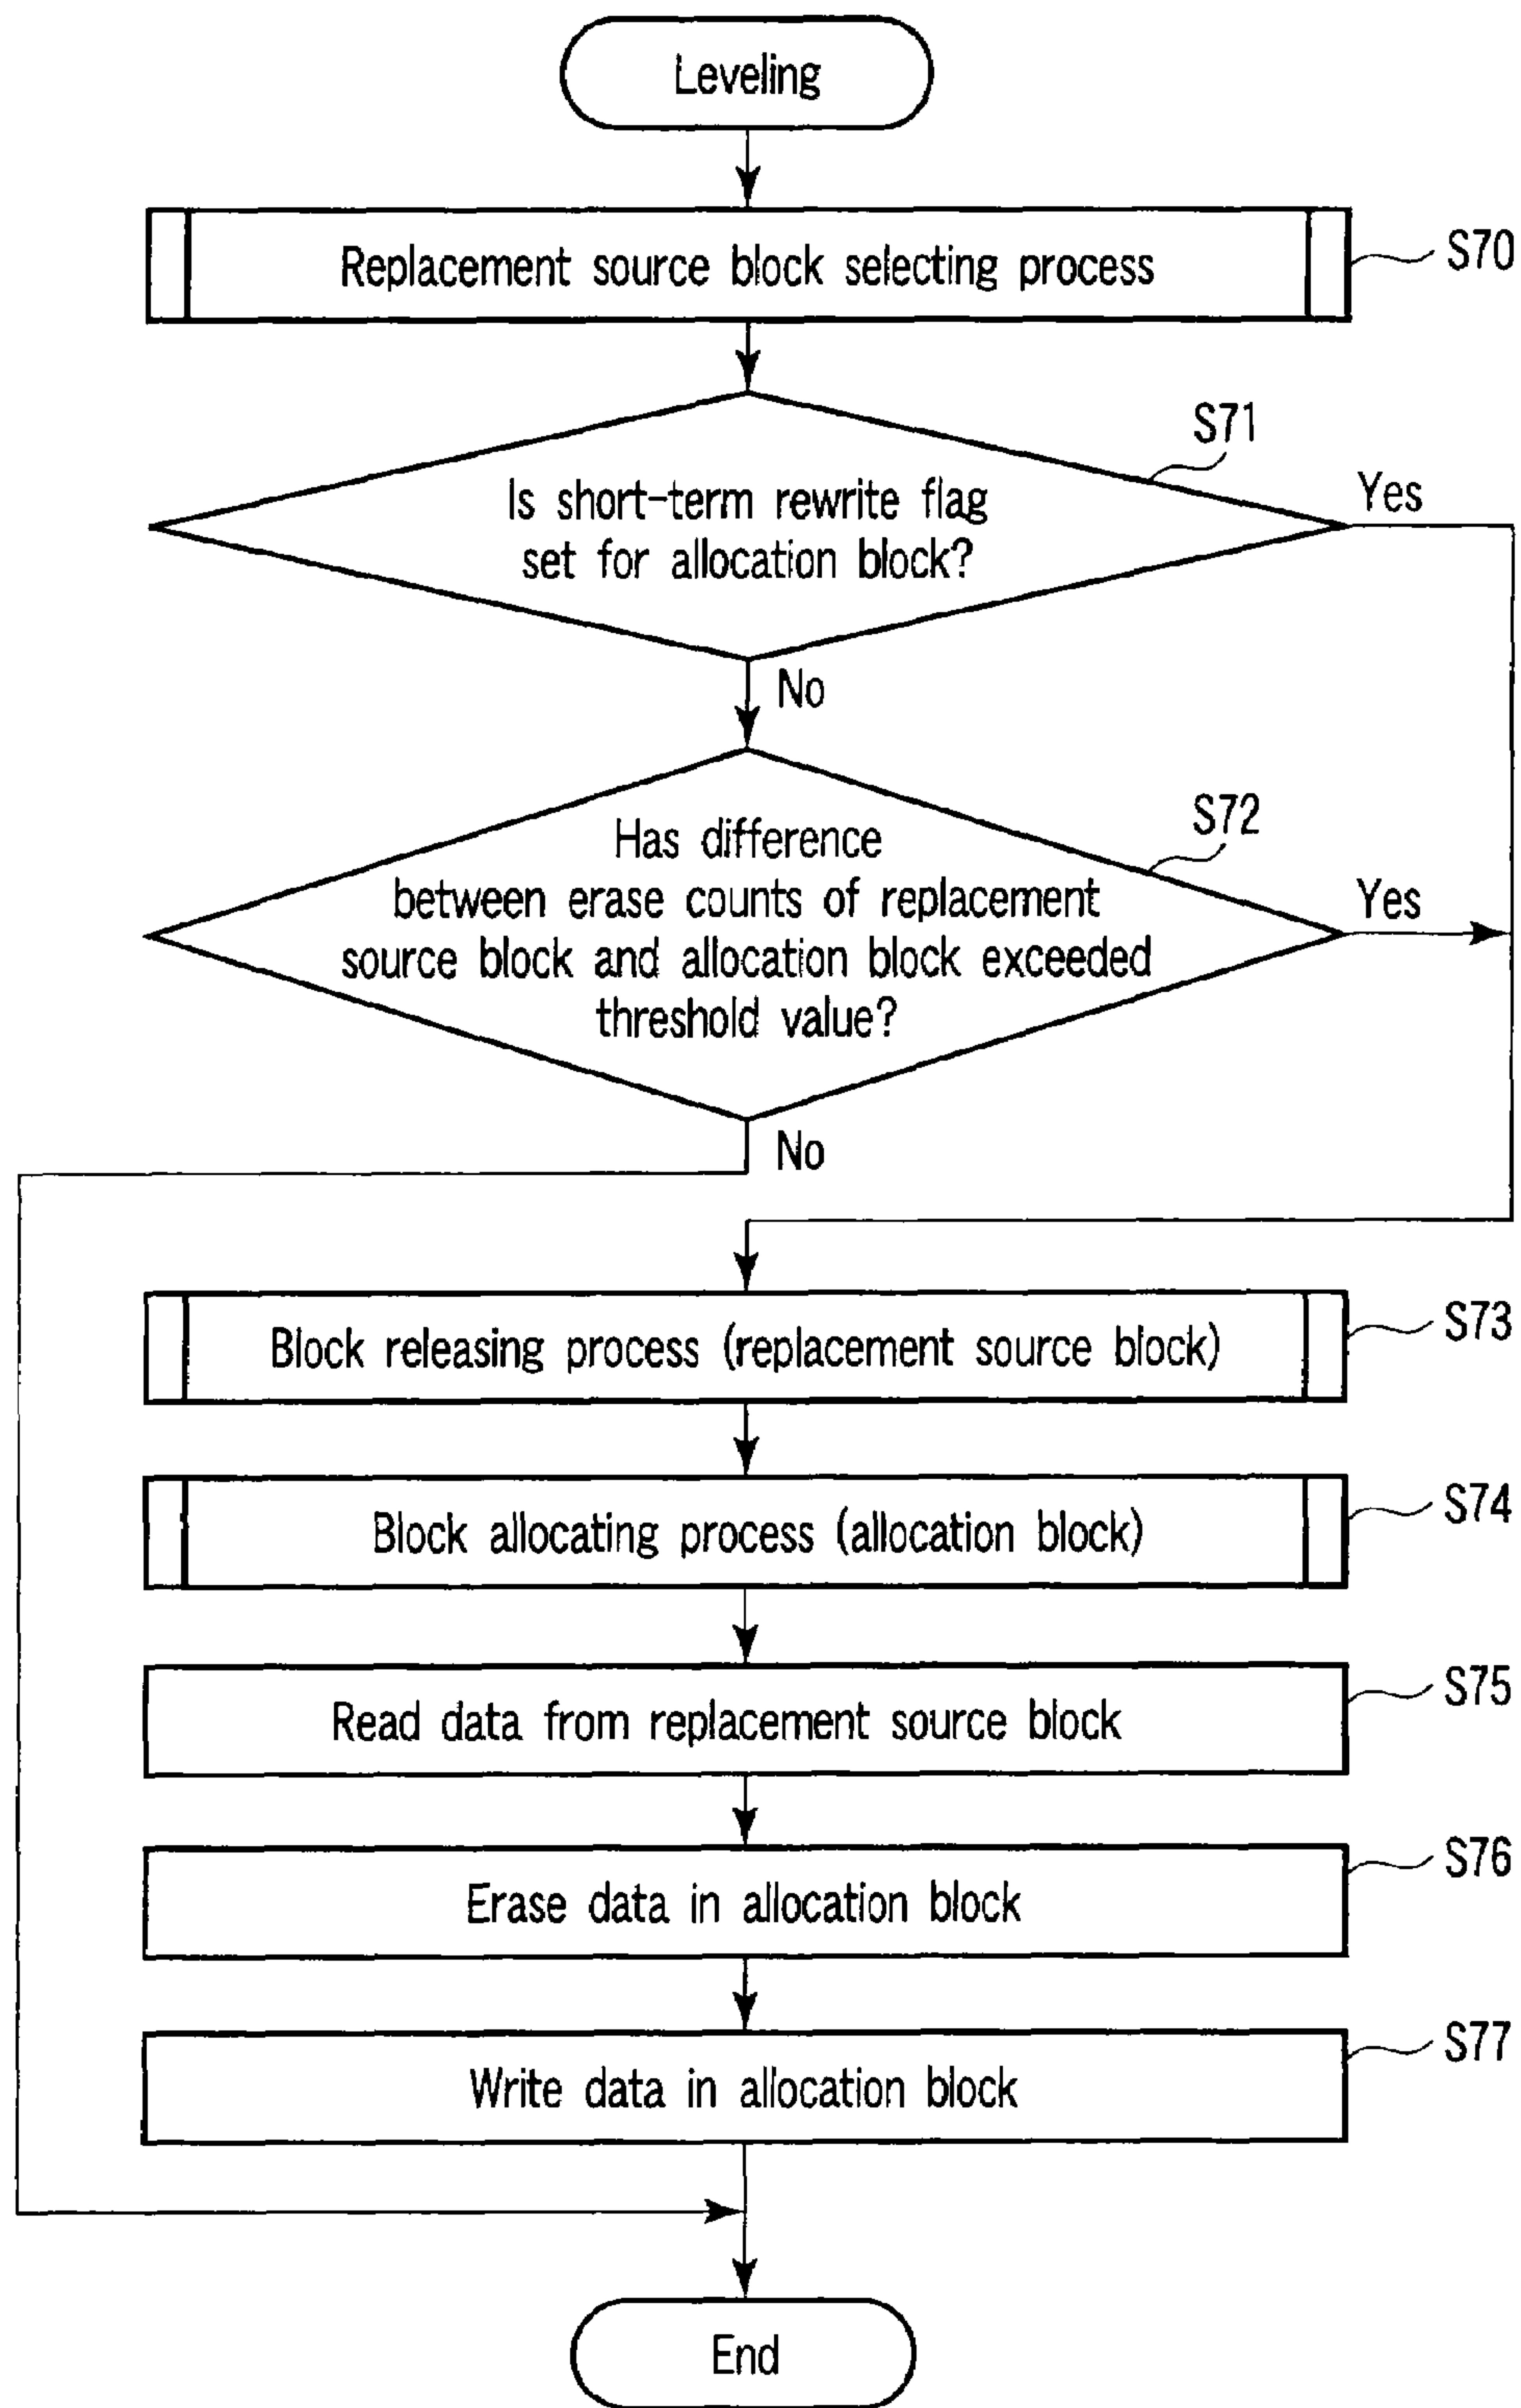 Leveling
Replacement source block selecting process
S70
S71
Is short-term rewrite flag
set for allocation block?
Yes
No
S72
Has difference
between erase counts of replacement
source block and allocation block exceeded
threshold value?
Yes
No
Block releasing process (replacement source block)
S73
Block allocating process (allocation block)
S74
Read data from replacement source block
S75
Erase data in allocation block
S76
Write data in allocation block
S77
End